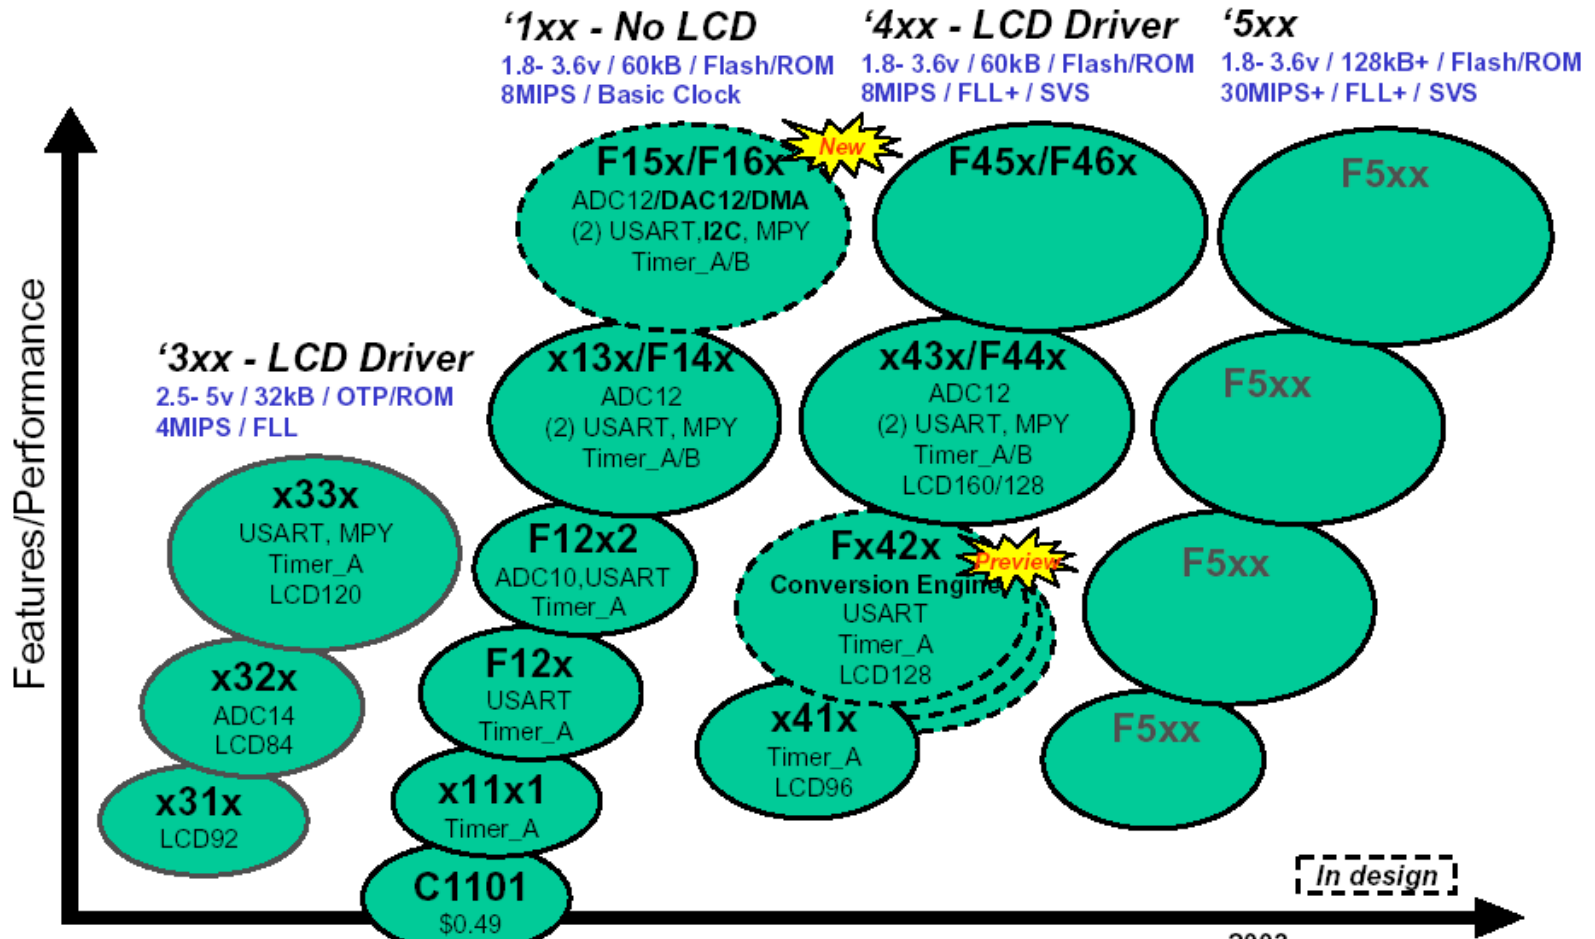 ‘1xx - No LCD
1.8- 3.6v / 60kB / Flash/ROM
8MIPS / Basic Clock
‘4xx - LCD Driver
1.8- 3.6v / 60kB / Flash/ROM
8MIPS / FLL+ / SVS
‘5xx
1.8- 3.6v / 128kB+ / Flash/ROM
30MIPS+ / FLL+ / SVS
Features/Performance
‘3xx - LCD Driver
2.5- 5v / 32kB / OTP/ROM
4MIPS / FLL
x33x
USART, MPY
Timer_A
LCD120
x32x
ADC14
LCD84
x31x
LCD92
F15x/F16x
New
ADC12/DAC12/DMA
(2) USART,I2C, MPY
Timer_A/B
x13x/F14x
ADC12
(2) USART, MPY
Timer_A/B
F12x2
ADC10,USART
Timer_A
F12x
USART
Timer_A
x11x1
Timer_A
C1101
$0.49
F45x/F46x
x43x/F44x
ADC12
(2) USART, MPY
Timer_A/B
LCD160/128
Fx42x
Preview
Conversion Engine
USART
Timer_A
LCD128
x41x
Timer_A
LCD96
F5xx
F5xx
F5xx
F5xx
In design